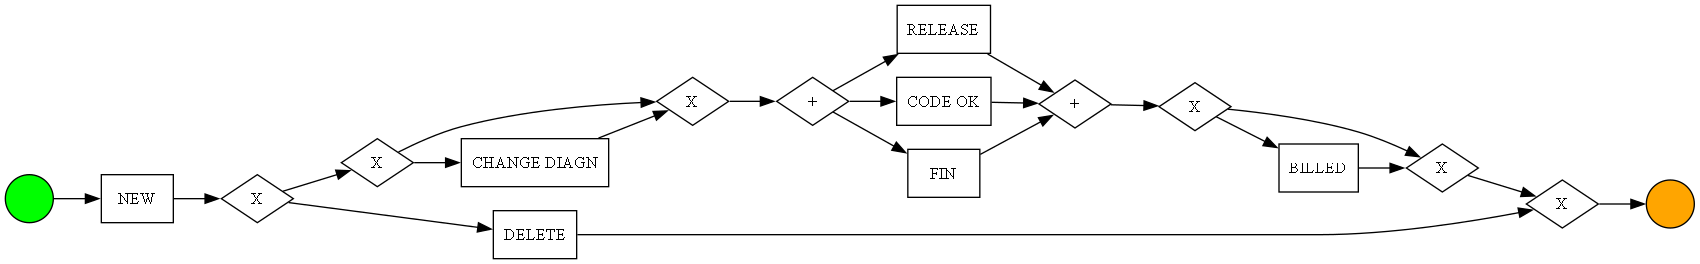 RELEASE
X
+
CODE OK
+
X
X
CHANGE DIAGN
BILLED
X
FIN
NEW
X
X
DELETE